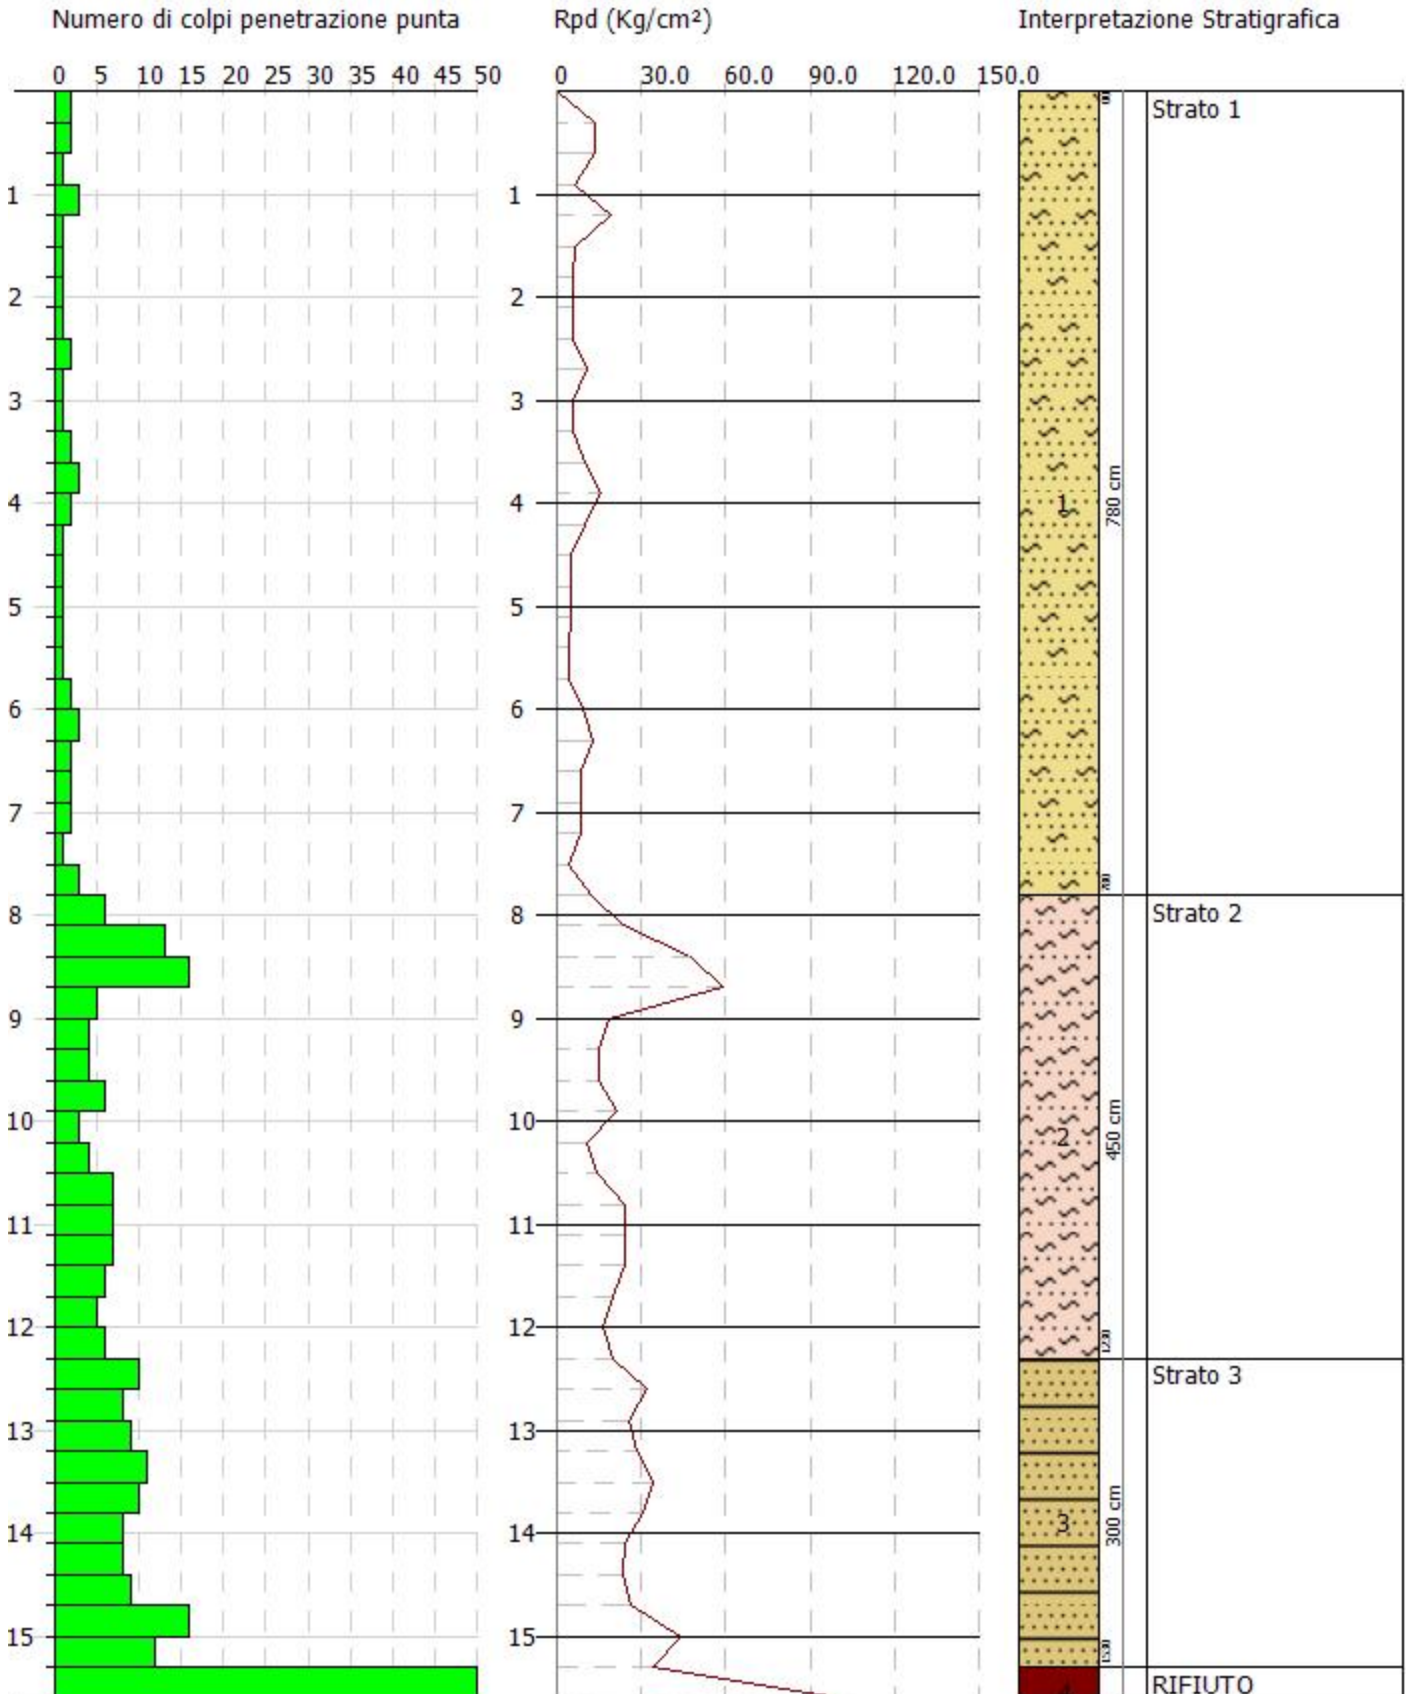 Numero di colpi penetrazione punta
Rpd (Kg/cm²)
Interpretazione Stratigrafica
0 5 10 15 20 25 30 35 40 45 50
0 30.0 60.0 90.0 120.0 150.0
Strato 1
1 1
2 2
3 3
4 4
1
780 cm
5 5
6 6
7 7
780
8 8
Strato 2
9 9
10 10
2
450 cm
11 11
12 12
1230
Strato 3
13 13
14 14
3
300 cm
15 15
1530
4
RIFIUTO